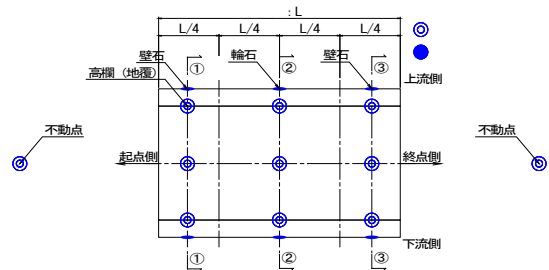 : L
L/4 L/4 L/4 L/4
壁石 ① 輪石 ② 壁石 ③
高欄（地覆） 上流側
不動点 不動点
起点側 終点側
下流側
① ② ③